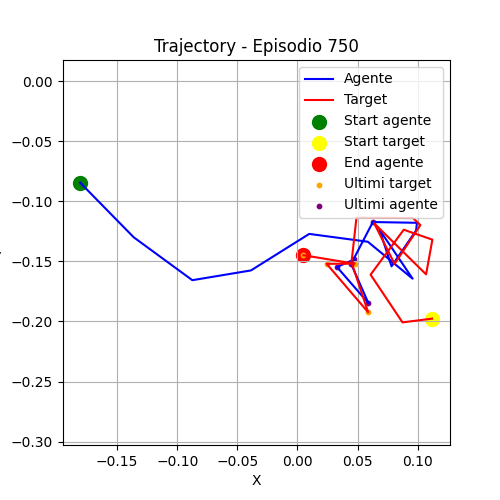 Trajectory - Episodio 750
0.00
−0.05
−0.10
−0.15
−0.20
−0.25
−0.30
Agente
Target
Start agente
Start target
End agente
Ultimi target
Ultimi agente
−0.15
−0.10
−0.05
0.00
0.05
0.10
X